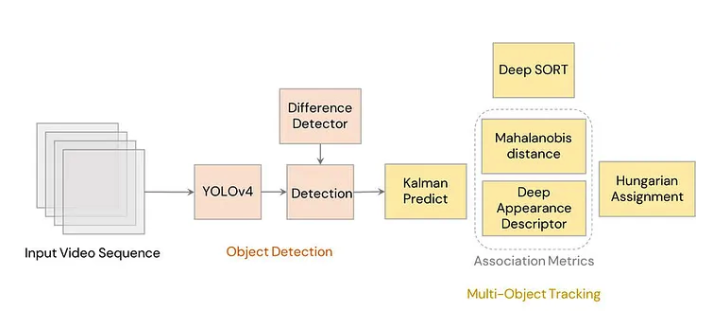 Deep SORT
Difference
Detector
Mahalanobis
distance
YOLOv4
Detection
Kalman
Predict
Deep
Appearance
Descriptor
Hungarian
Assignment
Input Video Sequence
Object Detection
Association Metrics
Multi-Object Tracking